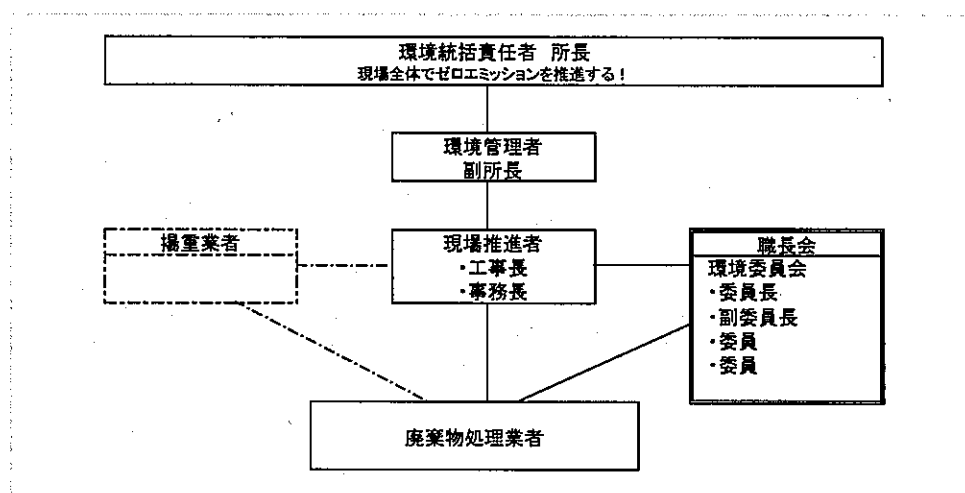 環境統括責任者 所長
現場全体でゼロエミッションを推進する！
環境管理者
副所長
揚重業者
現場推進者
・工事長
・事務長
職長会
環境委員会
・委員長
・副委員長
・委員
・委員
廃棄物処理業者